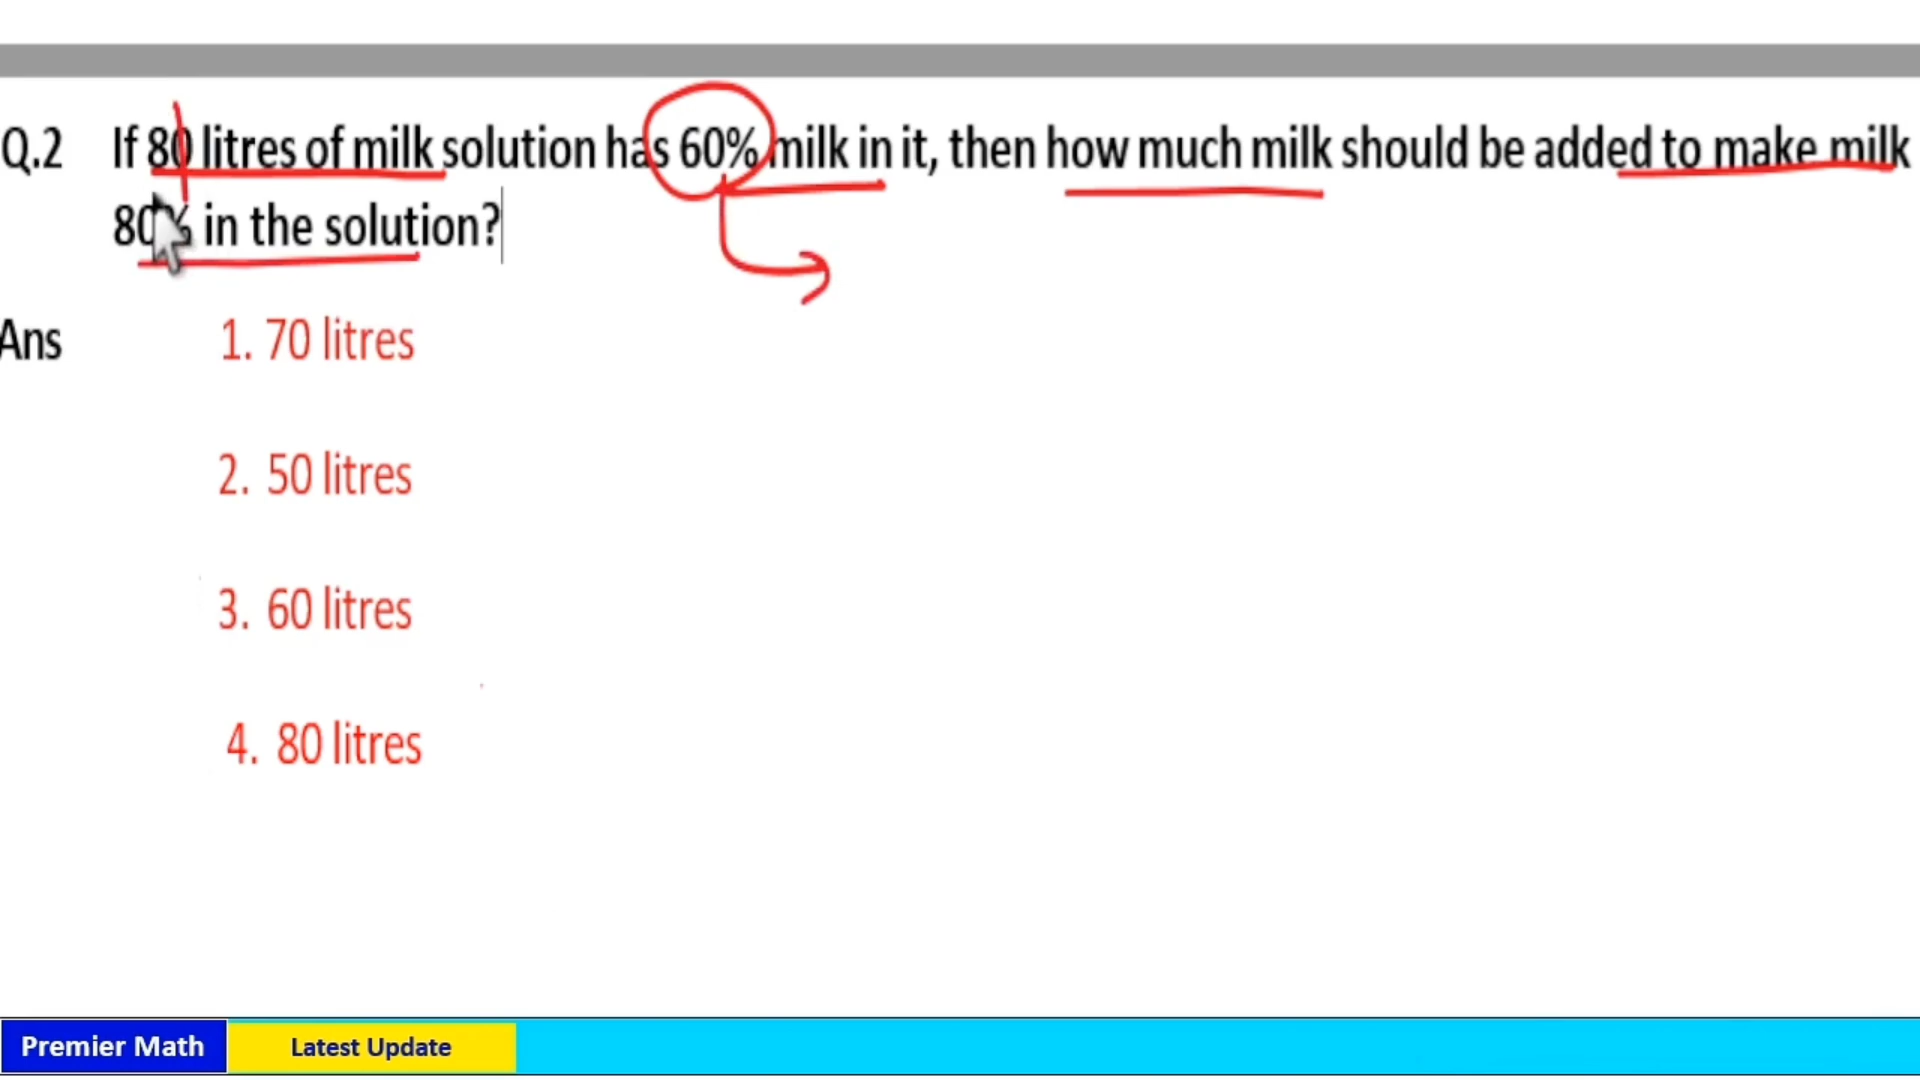 Q.2 If 80 litres of milk solution has 60% milk in it, then how much milk should be added to make milk
80% in the solution?
Ans 1. 70 litres
2. 50 litres
3. 60 litres
4. 80 litres
Premier Math Latest Update